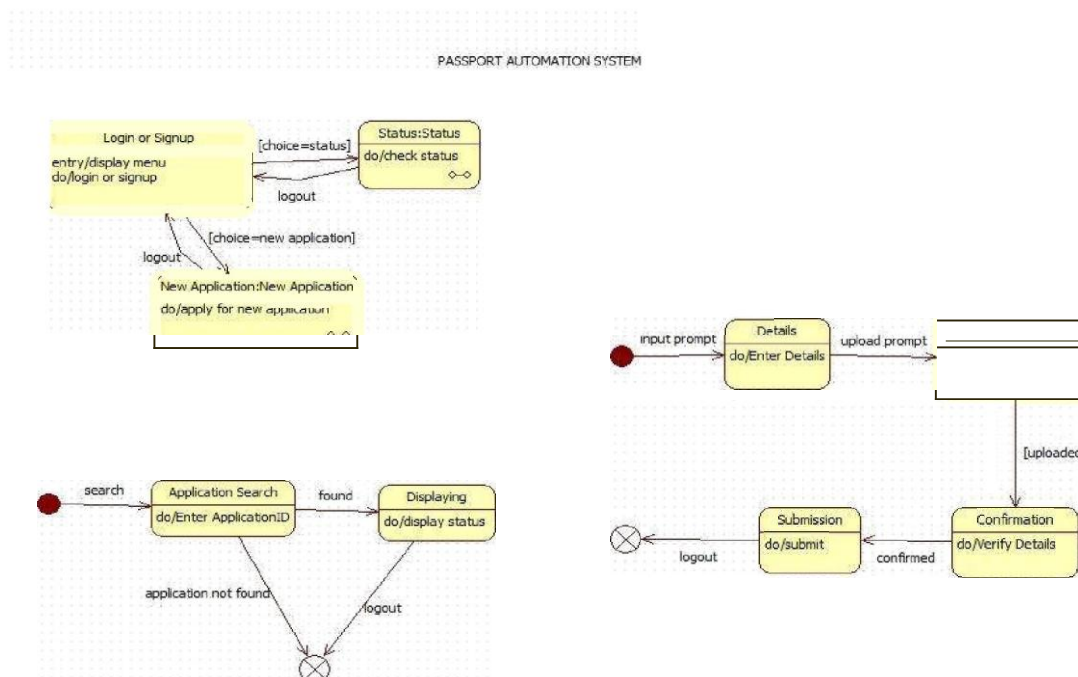 PASSPORT AUTOMATION SYSTEM
Login or Signup
entry/display menu
do/login or signup
[choice=status]
Status:Status
do/check status
logout
[choice=new application]
logout
New Application:New Application
do/apply for new application
input prompt
Details
do/Enter Details
upload prompt
[uploaded
Confirmation
do/Verify Details
confirmed
Submission
do/submit
logout
search
Application Search
do/Enter ApplicationID
found
Displaying
do/display status
application not found
logout